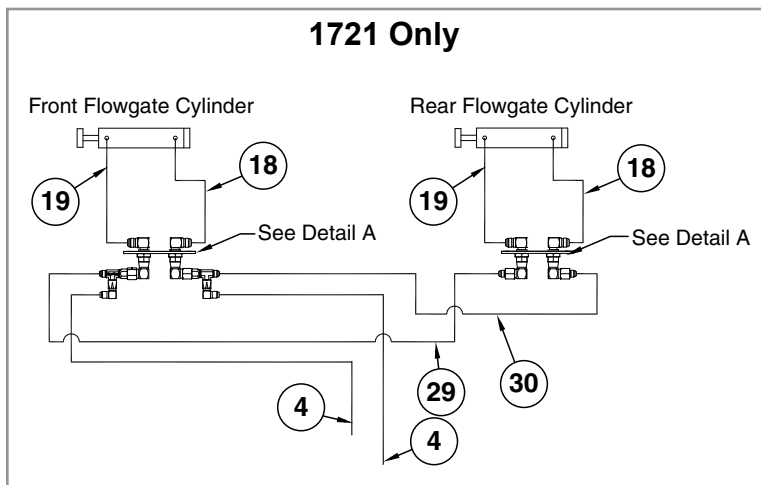 1721 Only
Front Flowgate Cylinder
Rear Flowgate Cylinder
19
18
19
18
See Detail A
See Detail A
29
30
4
4